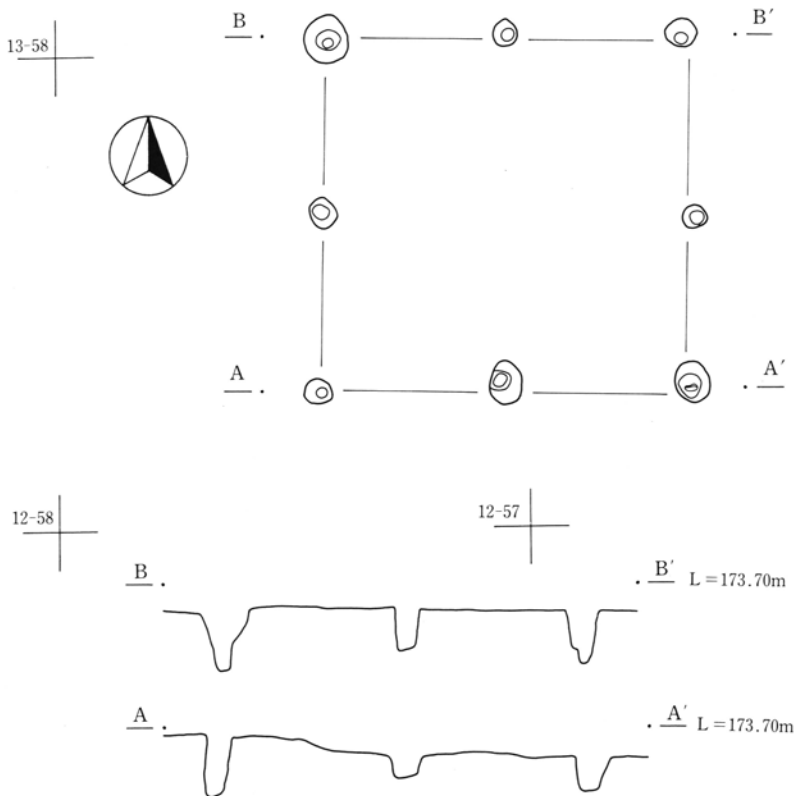 B B′
13-58
A A′
12-58 12-57
B B′ L=173.70m
A A′ L=173.70m